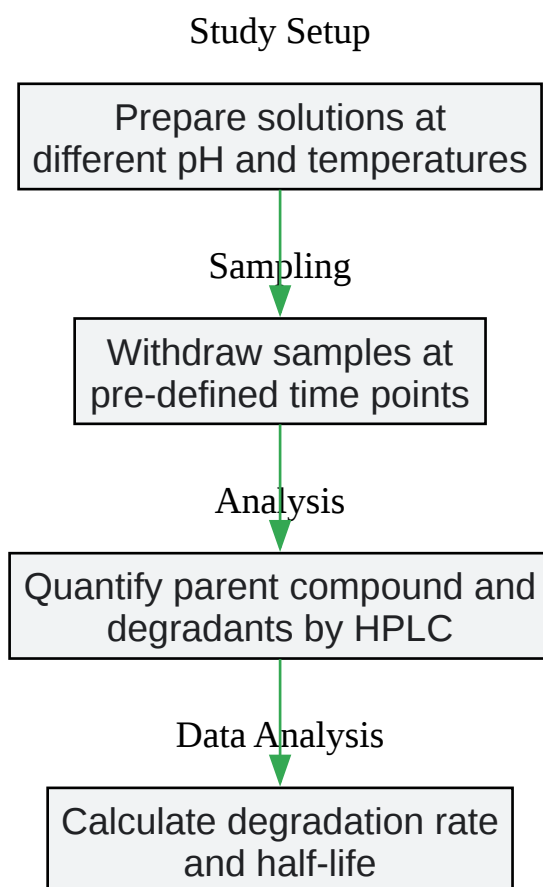 Study Setup
Prepare solutions at
different pH and temperatures
Sampling
Withdraw samples at
pre-defined time points
Analysis
Quantify parent compound and
degradants by HPLC
Data Analysis
Calculate degradation rate
and half-life